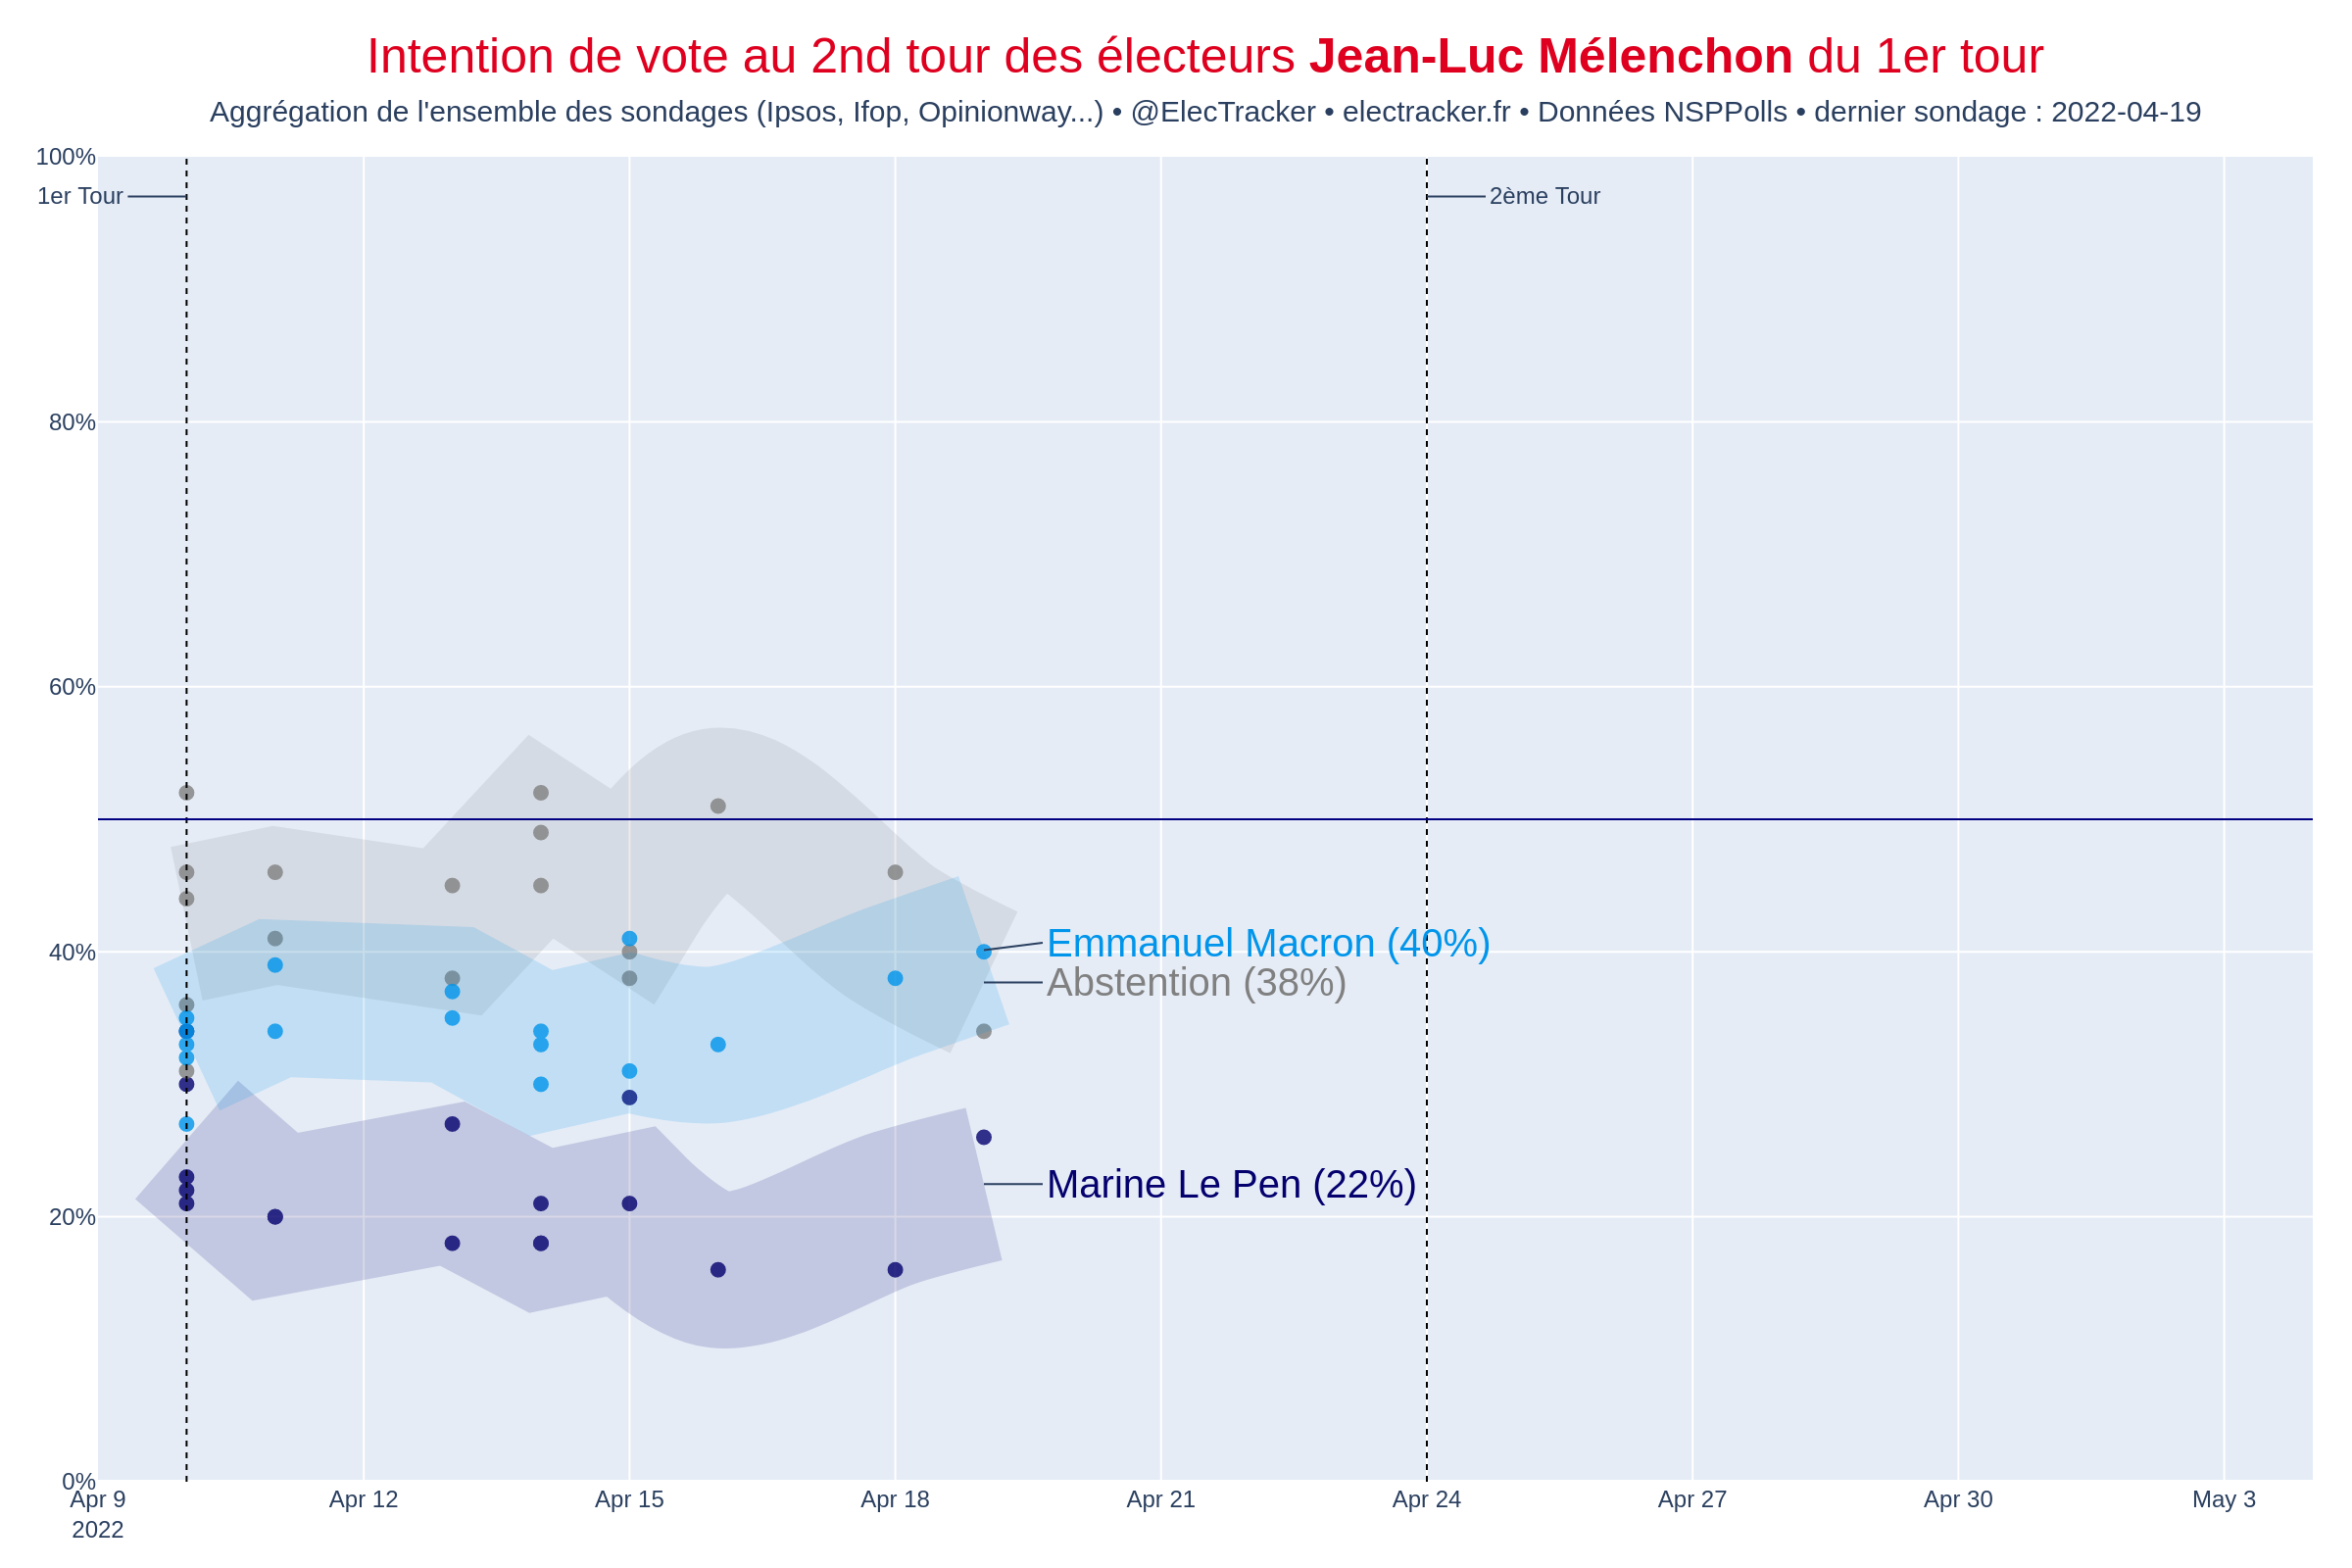 Intention de vote au 2nd tour des électeurs Jean-Luc Mélenchon du 1er tour
Aggrégation de l'ensemble des sondages (Ipsos, Ifop, Opinionway...) • @ElecTracker • electracker.fr • Données NSPPolls • dernier sondage : 2022-04-19
100%
1er Tour
2ème Tour
80%
60%
Emmanuel Macron (40%)
40%
Abstention (38%)
Marine Le Pen (22%)
20%
0%
Apr 9 Apr 12 Apr 15 Apr 18 Apr 21 Apr 24 Apr 27 Apr 30 May 3
2022